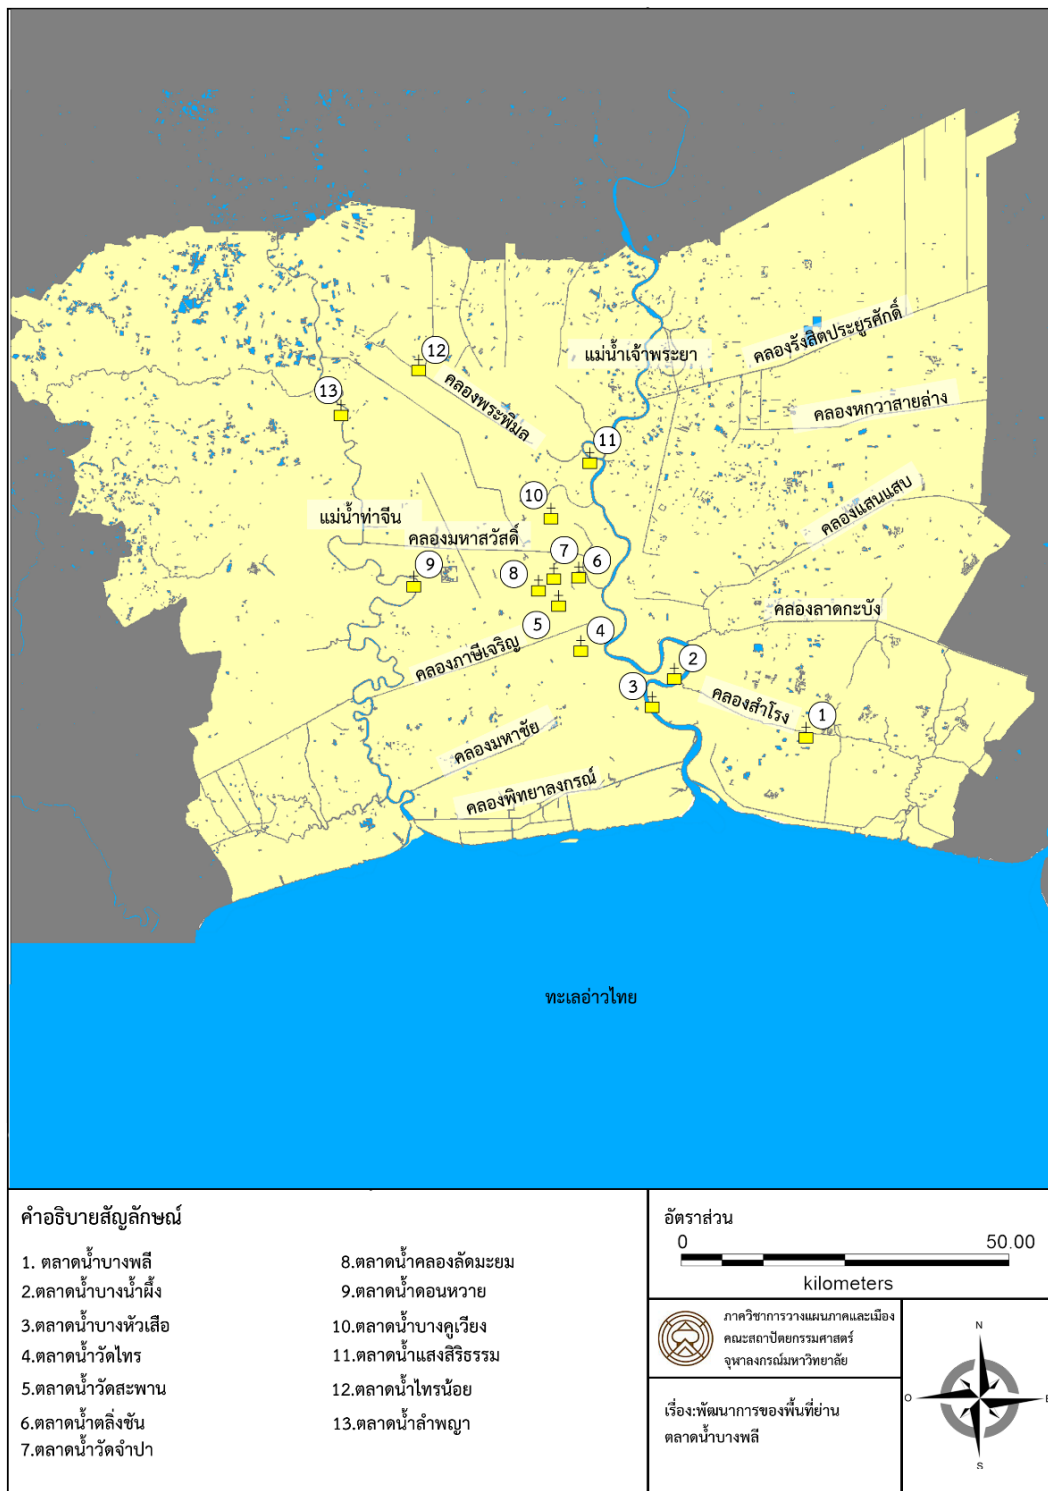 แม่น้ำเจ้าพระยา
คลองรังสิตประยูรศักดิ์
12
คลองพระพิมล
13
คลองหกวาสายล่าง
11
คลองแสนแสบ
10
แม่น้ำท่าจีน
คลองมหาสวัสดิ์
9
8
7
6
คลองลาดกะบัง
5
4
คลองภาษีเจริญ
2
3
คลองสำโรง
1
คลองมหาชัย
คลองพิทยาลงกรณ์
ทะเลอ่าวไทย
คำอธิบายสัญลักษณ์
1. ตลาดน้ำบางพลี
2.ตลาดน้ำบางน้ำผึ้ง
3.ตลาดน้ำบางหัวเสือ
4.ตลาดน้ำวัดไทร
5.ตลาดน้ำวัดสะพาน
6.ตลาดน้ำตลิ่งชัน
7.ตลาดน้ำวัดจำปา
8.ตลาดน้ำคลองลัดมะยม
9.ตลาดน้ำดอนหวาย
10.ตลาดน้ำบางคูเวียง
11.ตลาดน้ำแสงสิริธรรม
12.ตลาดน้ำไทรน้อย
13.ตลาดน้ำลำพญา
อัตราส่วน
0 50.00
kilometers
ภาควิชาการวางแผนภาคและเมือง
คณะสถาปัตยกรรมศาสตร์
จุฬาลงกรณ์มหาวิทยาลัย
เรื่อง:พัฒนาการของพื้นที่ย่าน
ตลาดน้ำบางพลี
N
O E
S